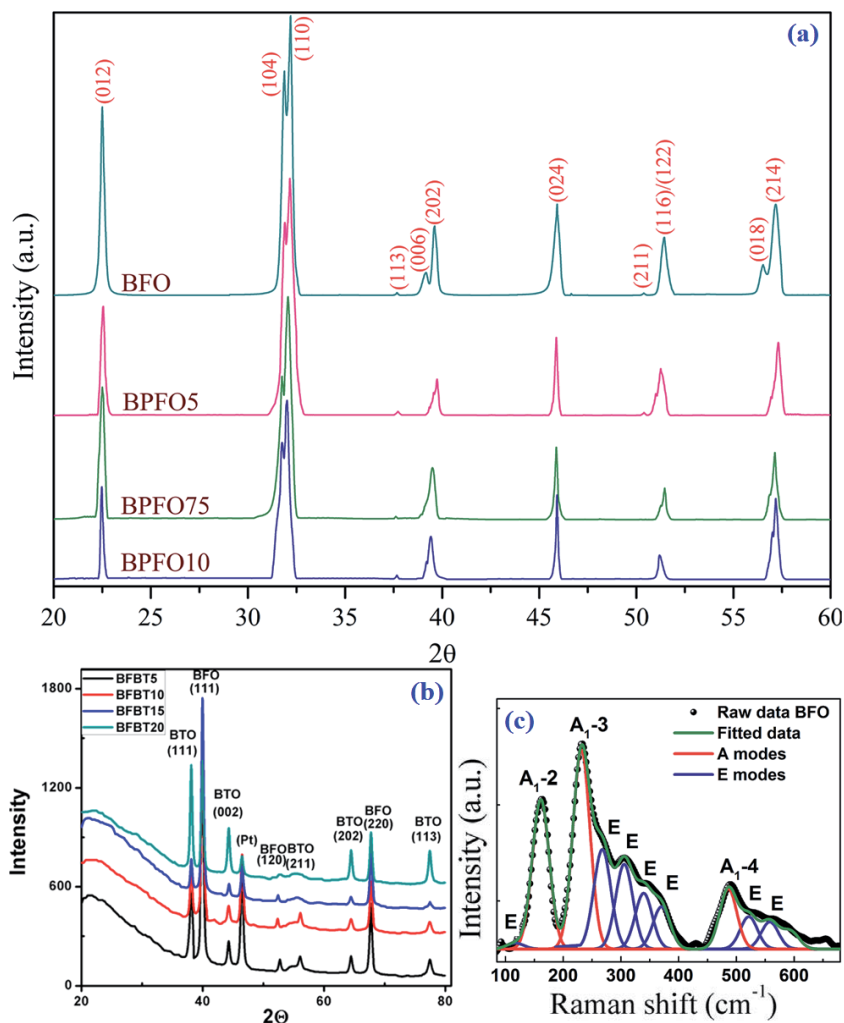 (a)
(012)
(104)
(110)
(113)
(006)
(202)
(024)
(211)
(116)/(122)
(018)
(214)
BFO
BPFO5
BPFO75
BPFO10
Intensity (a.u.)
20 25 30 35 40 45 50 55 60
2θ
(b)
BFBT5
BFBT10
BFBT15
BFBT20
BTO
(111)
BFO
(111)
BTO
(002)
(Pt)
BFO
(120)
BTO
(211)
BTO
(202)
BFO
(220)
BTO
(113)
1800
1200
600
0
Intensity
20 40 60 80
2Θ
(c)
Raw data BFO
Fitted data
A modes
E modes
A₁-2
A₁-3
A₁-4
E
E
E
E
E
E
E
Intensity (a.u.)
100 200 300 400 500 600
Raman shift (cm⁻¹)